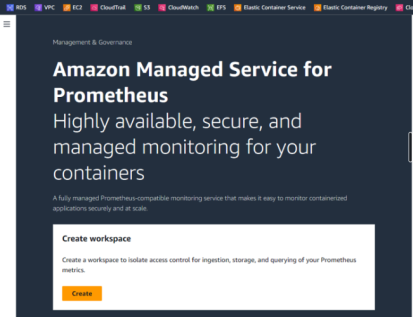 RDS VPC EC2 CloudTrail S3 CloudWatch EFS Elastic Container Service Elastic Container Registry
Management & Governance
Amazon Managed Service for
Prometheus
Highly available, secure, and
managed monitoring for your
containers
A fully managed Prometheus-compatible monitoring service that makes it easy to monitor containerized
applications securely and at scale.
Create workspace
Create a workspace to isolate access control for ingestion, storage, and querying of your Prometheus
metrics.
Create